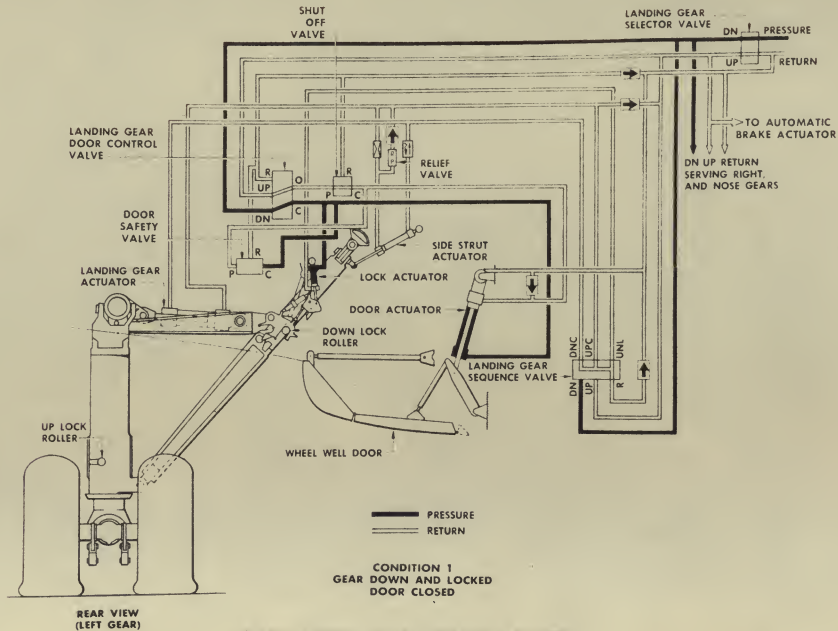 SHUT
OFF
VALVE
LANDING GEAR
SELECTOR VALVE
DN
PRESSURE
UP
RETURN
TO AUTOMATIC
BRAKE ACTUATOR
DN UP RETURN
SERVING RIGHT,
AND NOSE GEARS
LANDING GEAR
DOOR CONTROL
VALVE
R
UP
O
C
DN
R
P
C
RELIEF
VALVE
DOOR
SAFETY
VALVE
R
P
C
LANDING GEAR
ACTUATOR
SIDE STRUT
ACTUATOR
LOCK ACTUATOR
DOOR ACTUATOR
DOWN LOCK
ROLLER
LANDING GEAR
SEQUENCE VALVE
DNC
UPC
UNL
DN
UP
R
UP LOCK
ROLLER
WHEEL WELL DOOR
PRESSURE
RETURN
CONDITION 1
GEAR DOWN AND LOCKED
DOOR CLOSED
REAR VIEW
(LEFT GEAR)